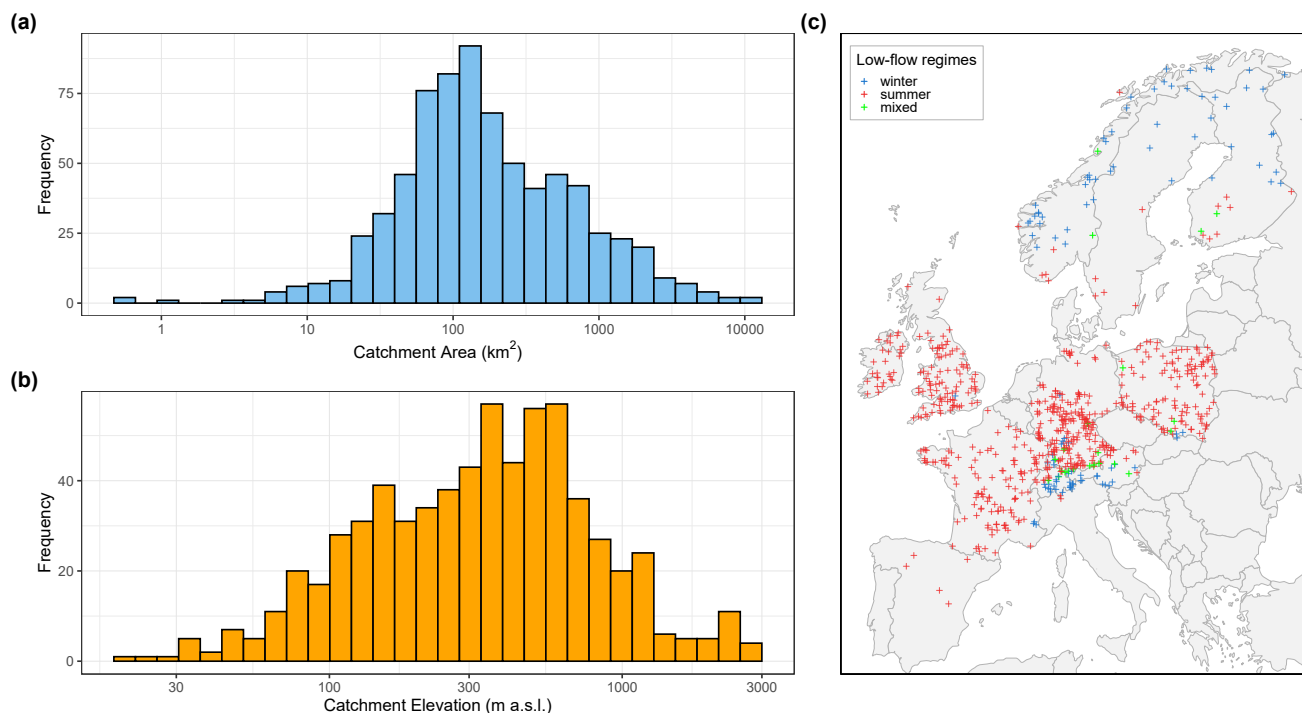 (a)
Frequency
75
50
25
0
1
10
100
1000
10000
Catchment Area (km²)
(b)
Frequency
40
20
0
30
100
300
1000
3000
Catchment Elevation (m a.s.l.)
(c)
Low-flow regimes
winter
summer
mixed